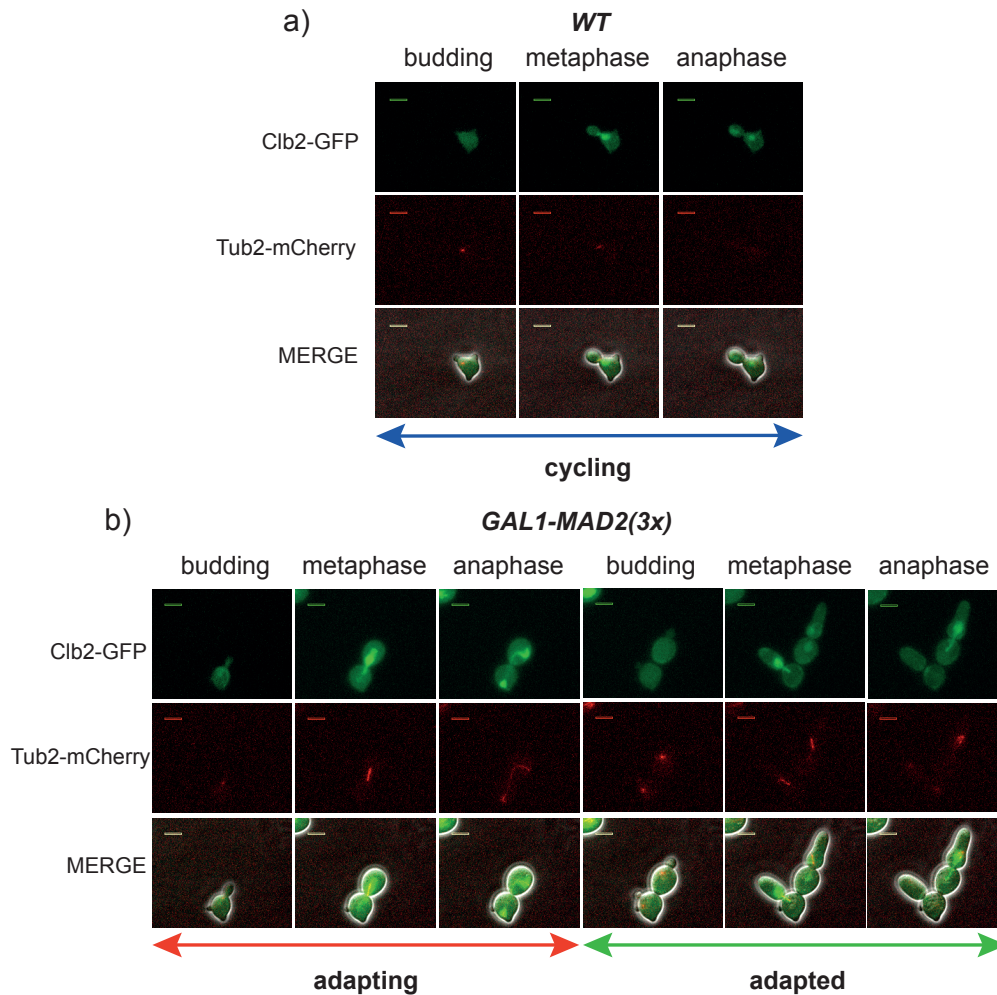 a)
WT
budding metaphase anaphase
Clb2-GFP
Tub2-mCherry
MERGE
cycling
b)
GAL1-MAD2(3x)
budding metaphase anaphase budding metaphase anaphase
Clb2-GFP
Tub2-mCherry
MERGE
adapting adapted